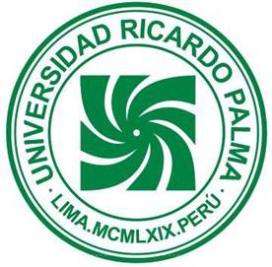 UNIVERSIDAD RICARDO PALMA
· LIMA.MCMLXIX.PERÚ ·